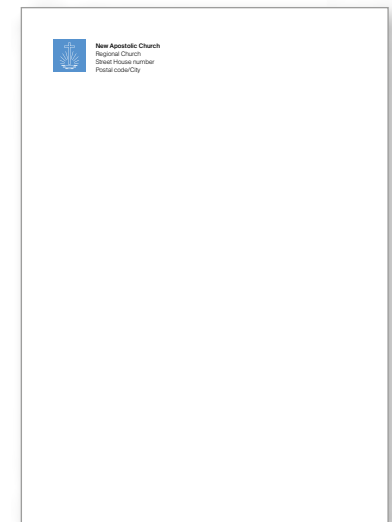 New Apostolic Church
Regional Church
Street House number
Postal code/City